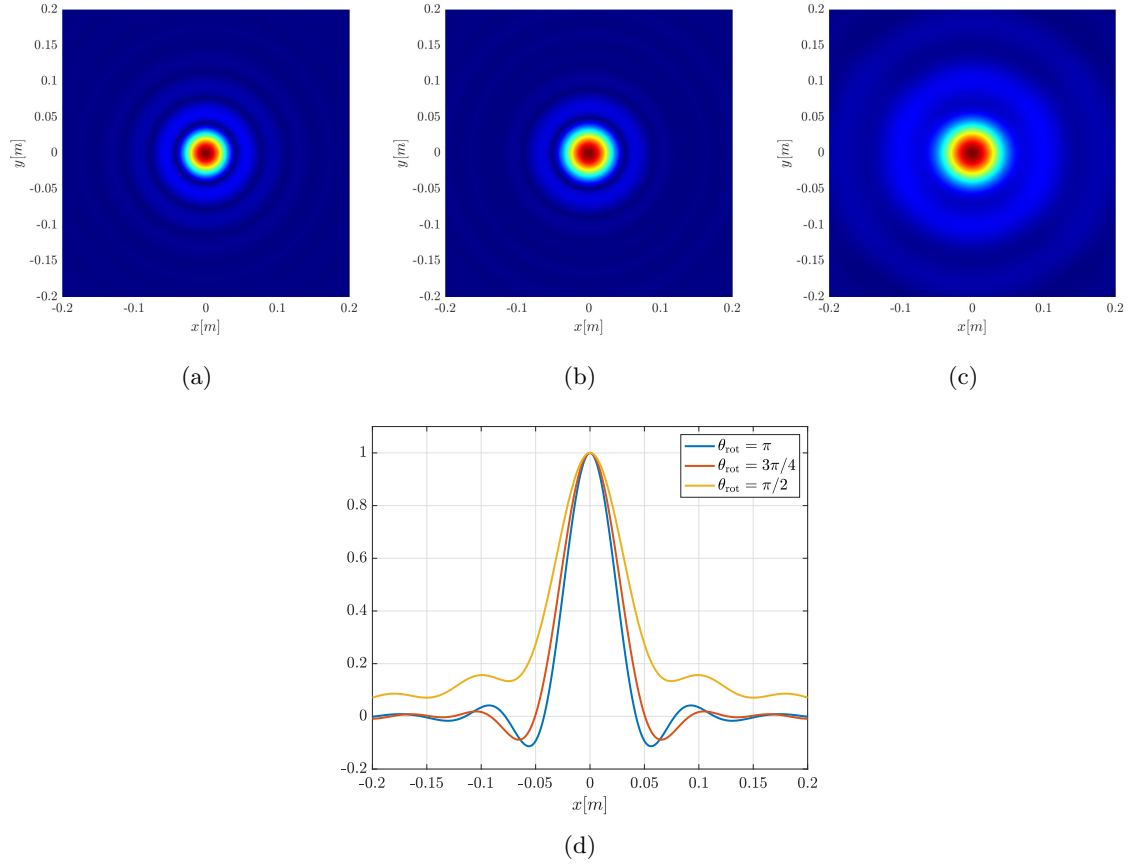 0.2
0.15
0.1
0.05
0
-0.05
-0.1
-0.15
-0.2
y[m]
-0.2 -0.1 0 0.1 0.2
x[m]
(a)
0.2
0.15
0.1
0.05
0
-0.05
-0.1
-0.15
-0.2
y[m]
-0.2 -0.1 0 0.1 0.2
x[m]
(b)
0.2
0.15
0.1
0.05
0
-0.05
-0.1
-0.15
-0.2
y[m]
-0.2 -0.1 0 0.1 0.2
x[m]
(c)
1
0.8
0.6
0.4
0.2
0
-0.2
θrot = π
θrot = 3π/4
θrot = π/2
-0.2 -0.15 -0.1 -0.05 0 0.05 0.1 0.15 0.2
x[m]
(d)